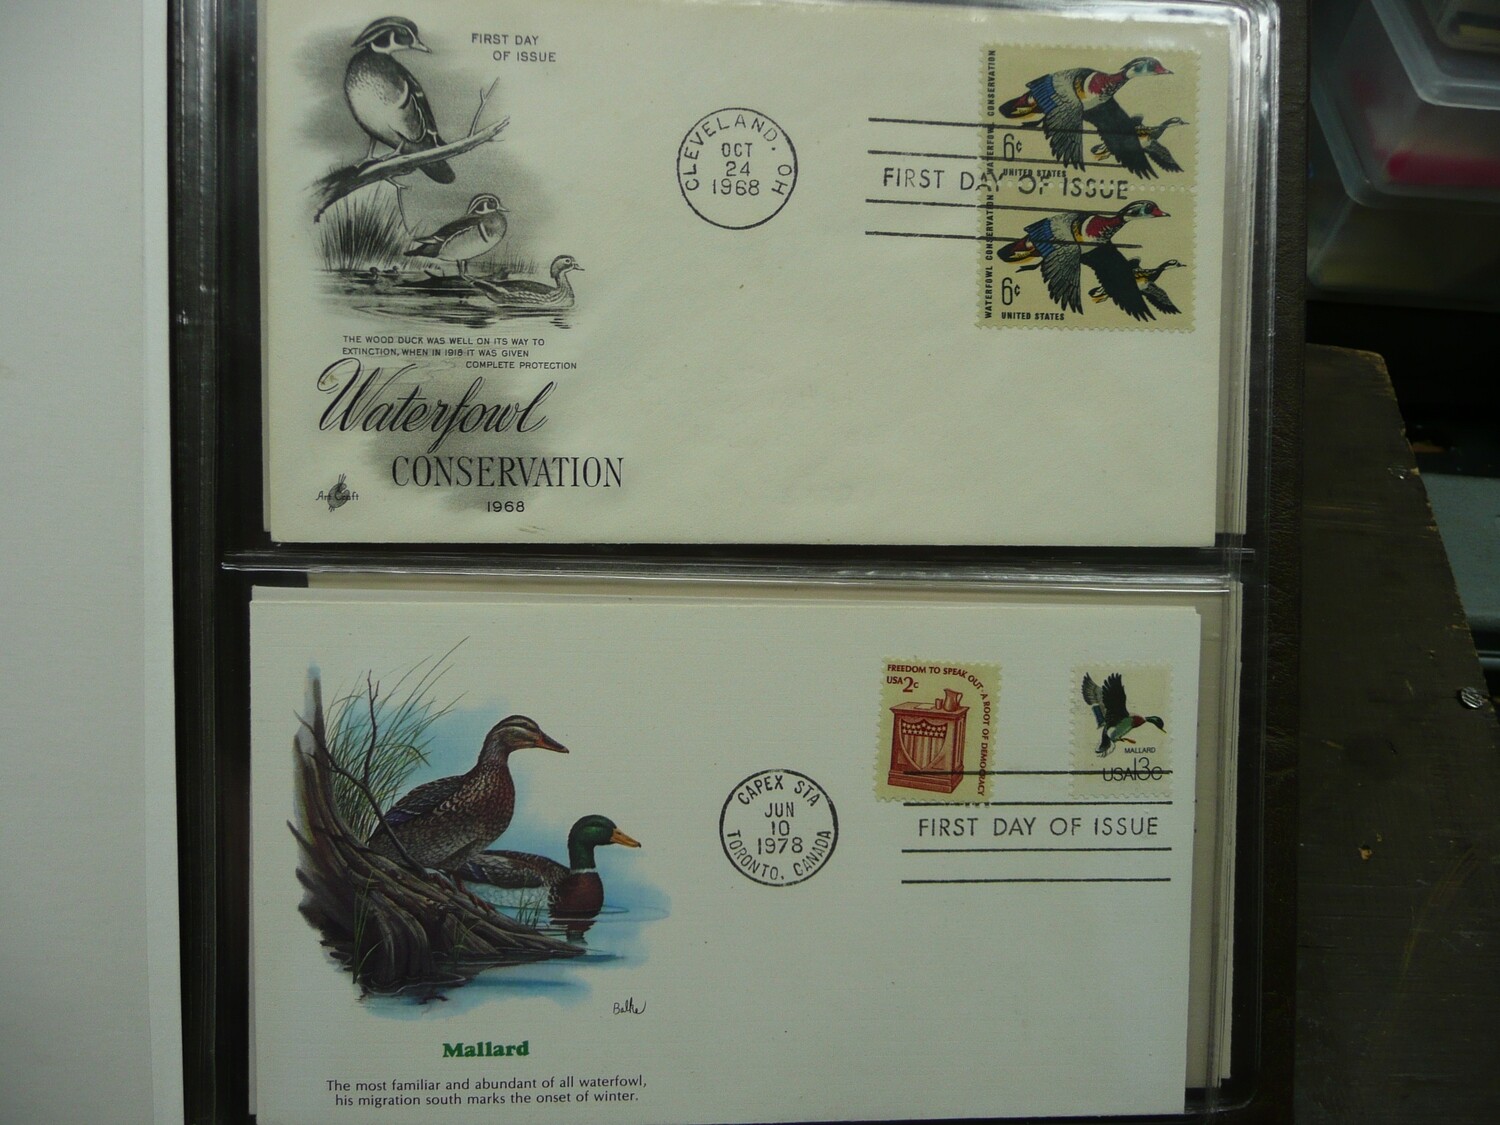 FIRST DAY
OF ISSUE
CLEVELAND, OH
OCT
24
1968
FIRST DAY OF ISSUE
WATERFOWL CONSERVATION
6c
UNITED STATES
WATERFOWL CONSERVATION
6c
UNITED STATES
THE WOOD DUCK WAS WELL ON ITS WAY TO
EXTINCTION, WHEN IN 1918 IT WAS GIVEN
COMPLETE PROTECTION
Waterfowl
CONSERVATION
1968
Art Craft
FREEDOM TO SPEAK OUT-A ROOT OF DEMOCRACY
USA 2c
MALLARD
USA13c
CAPEX STA
JUN
10
1978
TORONTO, CANADA
FIRST DAY OF ISSUE
Balke
Mallard
The most familiar and abundant of all waterfowl,
his migration south marks the onset of winter.